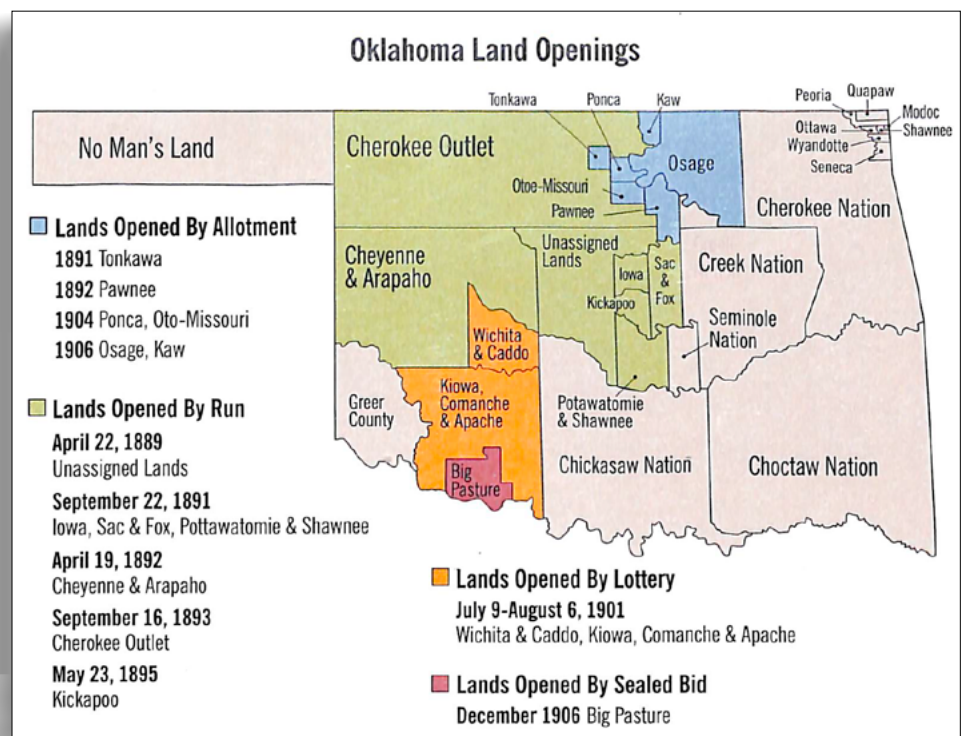 Oklahoma Land Openings
Tonkawa
Ponca
Kaw
Peoria
Quapaw
Modoc
Ottawa
Shawnee
Wyandotte
Seneca
No Man's Land
Cherokee Outlet
Osage
Otoe-Missouri
Pawnee
Cherokee Nation
Cheyenne
& Arapaho
Unassigned
Lands
Iowa
Sac
&
Fox
Kickapoo
Creek Nation
Seminole
Nation
Wichita
& Caddo
Kiowa,
Comanche
& Apache
Greer
County
Potawatomie
& Shawnee
Big
Pasture
Chickasaw Nation
Choctaw Nation
Lands Opened By Allotment
1891 Tonkawa
1892 Pawnee
1904 Ponca, Oto-Missouri
1906 Osage, Kaw
Lands Opened By Run
April 22, 1889
Unassigned Lands
September 22, 1891
Iowa, Sac & Fox, Pottawatomie & Shawnee
April 19, 1892
Cheyenne & Arapaho
September 16, 1893
Cherokee Outlet
May 23, 1895
Kickapoo
Lands Opened By Lottery
July 9-August 6, 1901
Wichita & Caddo, Kiowa, Comanche & Apache
Lands Opened By Sealed Bid
December 1906 Big Pasture